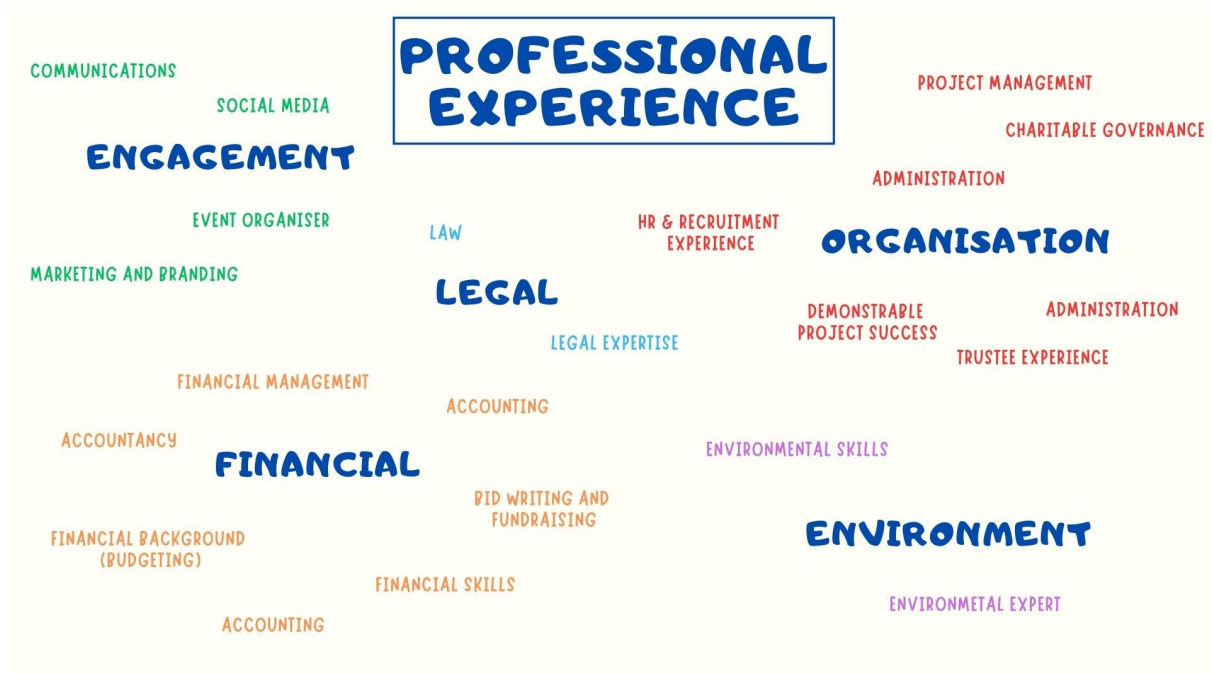 PROFESSIONAL
EXPERIENCE
COMMUNICATIONS
SOCIAL MEDIA
ENGAGEMENT
EVENT ORGANISER
MARKETING AND BRANDING
LAW
LEGAL
LEGAL EXPERTISE
PROJECT MANAGEMENT
CHARITABLE GOVERNANCE
ADMINISTRATION
HR & RECRUITMENT
EXPERIENCE
ORGANISATION
DEMONSTRABLE
PROJECT SUCCESS
ADMINISTRATION
TRUSTEE EXPERIENCE
FINANCIAL MANAGEMENT
ACCOUNTING
ACCOUNTANCY
FINANCIAL
BID WRITING AND
FUNDRAISING
FINANCIAL BACKGROUND
(BUDGETING)
FINANCIAL SKILLS
ACCOUNTING
ENVIRONMENTAL SKILLS
ENVIRONMENT
ENVIRONMETAL EXPERT